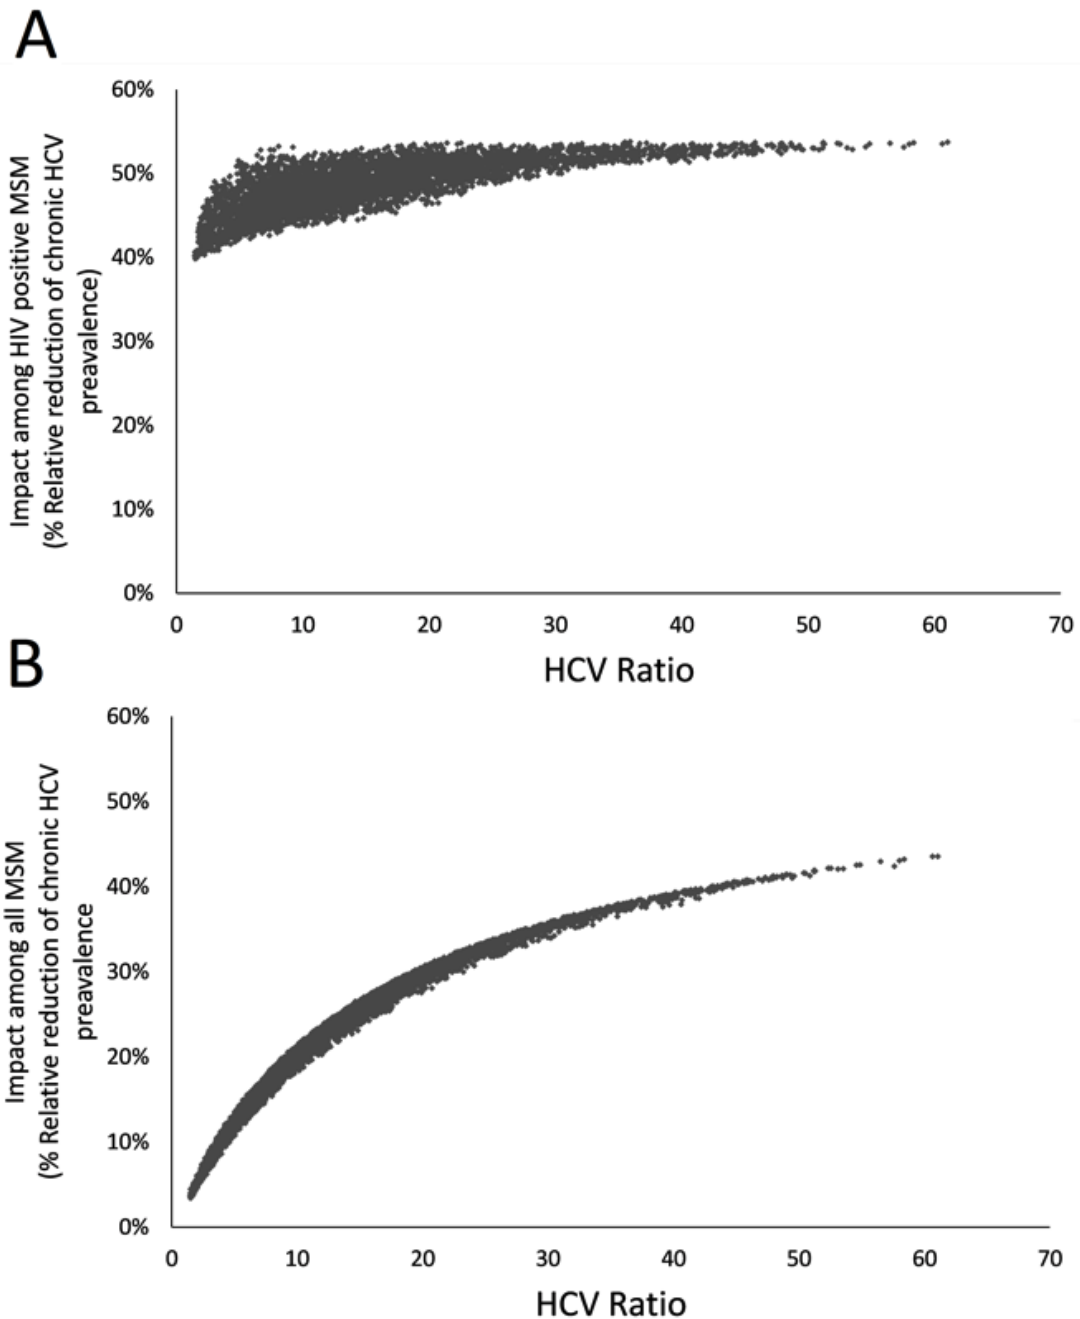 A
Impact among HIV positive MSM
(% Relative reduction of chronic HCV
preavalence)
60%
50%
40%
30%
20%
10%
0%
0 10 20 30 40 50 60 70
HCV Ratio
B
Impact among all MSM
(% Relative reduction of chronic HCV
preavalence
60%
50%
40%
30%
20%
10%
0%
0 10 20 30 40 50 60 70
HCV Ratio